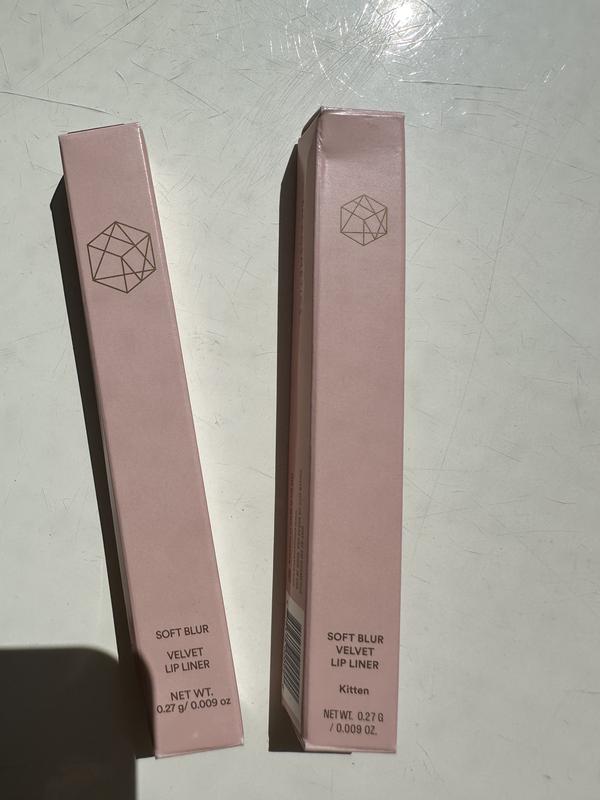 SOFT BLUR
VELVET
LIP LINER
NET WT.
0.27 g/ 0.009 oz
SOFT BLUR
VELVET
LIP LINER
Kitten
NET WT. 0.27 G
/ 0.009 OZ.